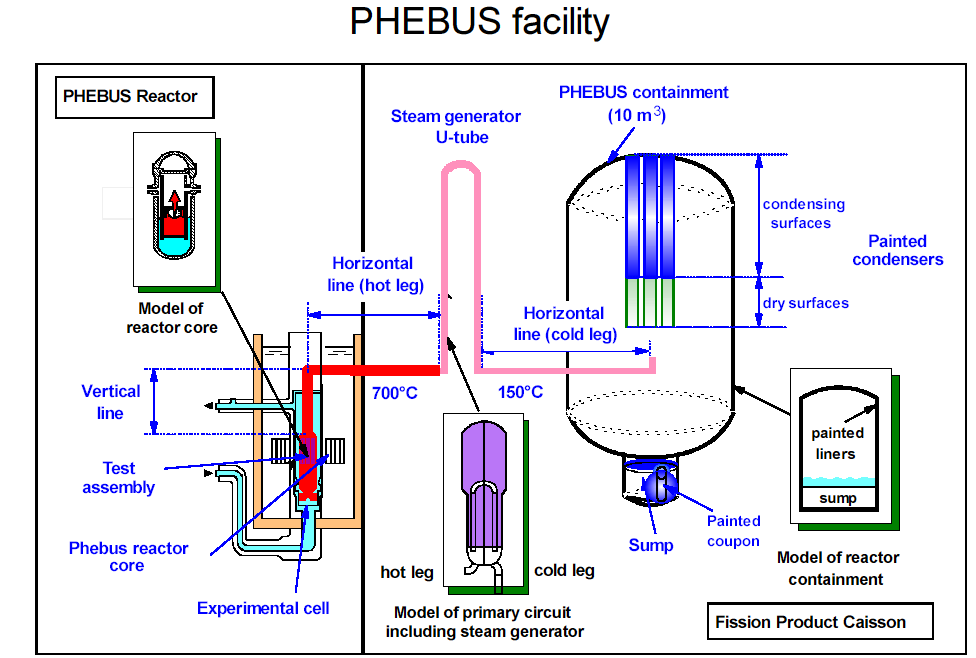 PHEBUS facility
PHEBUS Reactor
Model of
reactor core
Steam generator
U-tube
PHEBUS containment
(10 m³)
condensing
surfaces
Painted
condensers
dry surfaces
Horizontal
line (hot leg)
Horizontal
line (cold leg)
700°C
150°C
Vertical
line
Test
assembly
Phebus reactor
core
Experimental cell
hot leg
cold leg
Model of primary circuit
including steam generator
Sump
Painted
coupon
painted
liners
sump
Model of reactor
containment
Fission Product Caisson